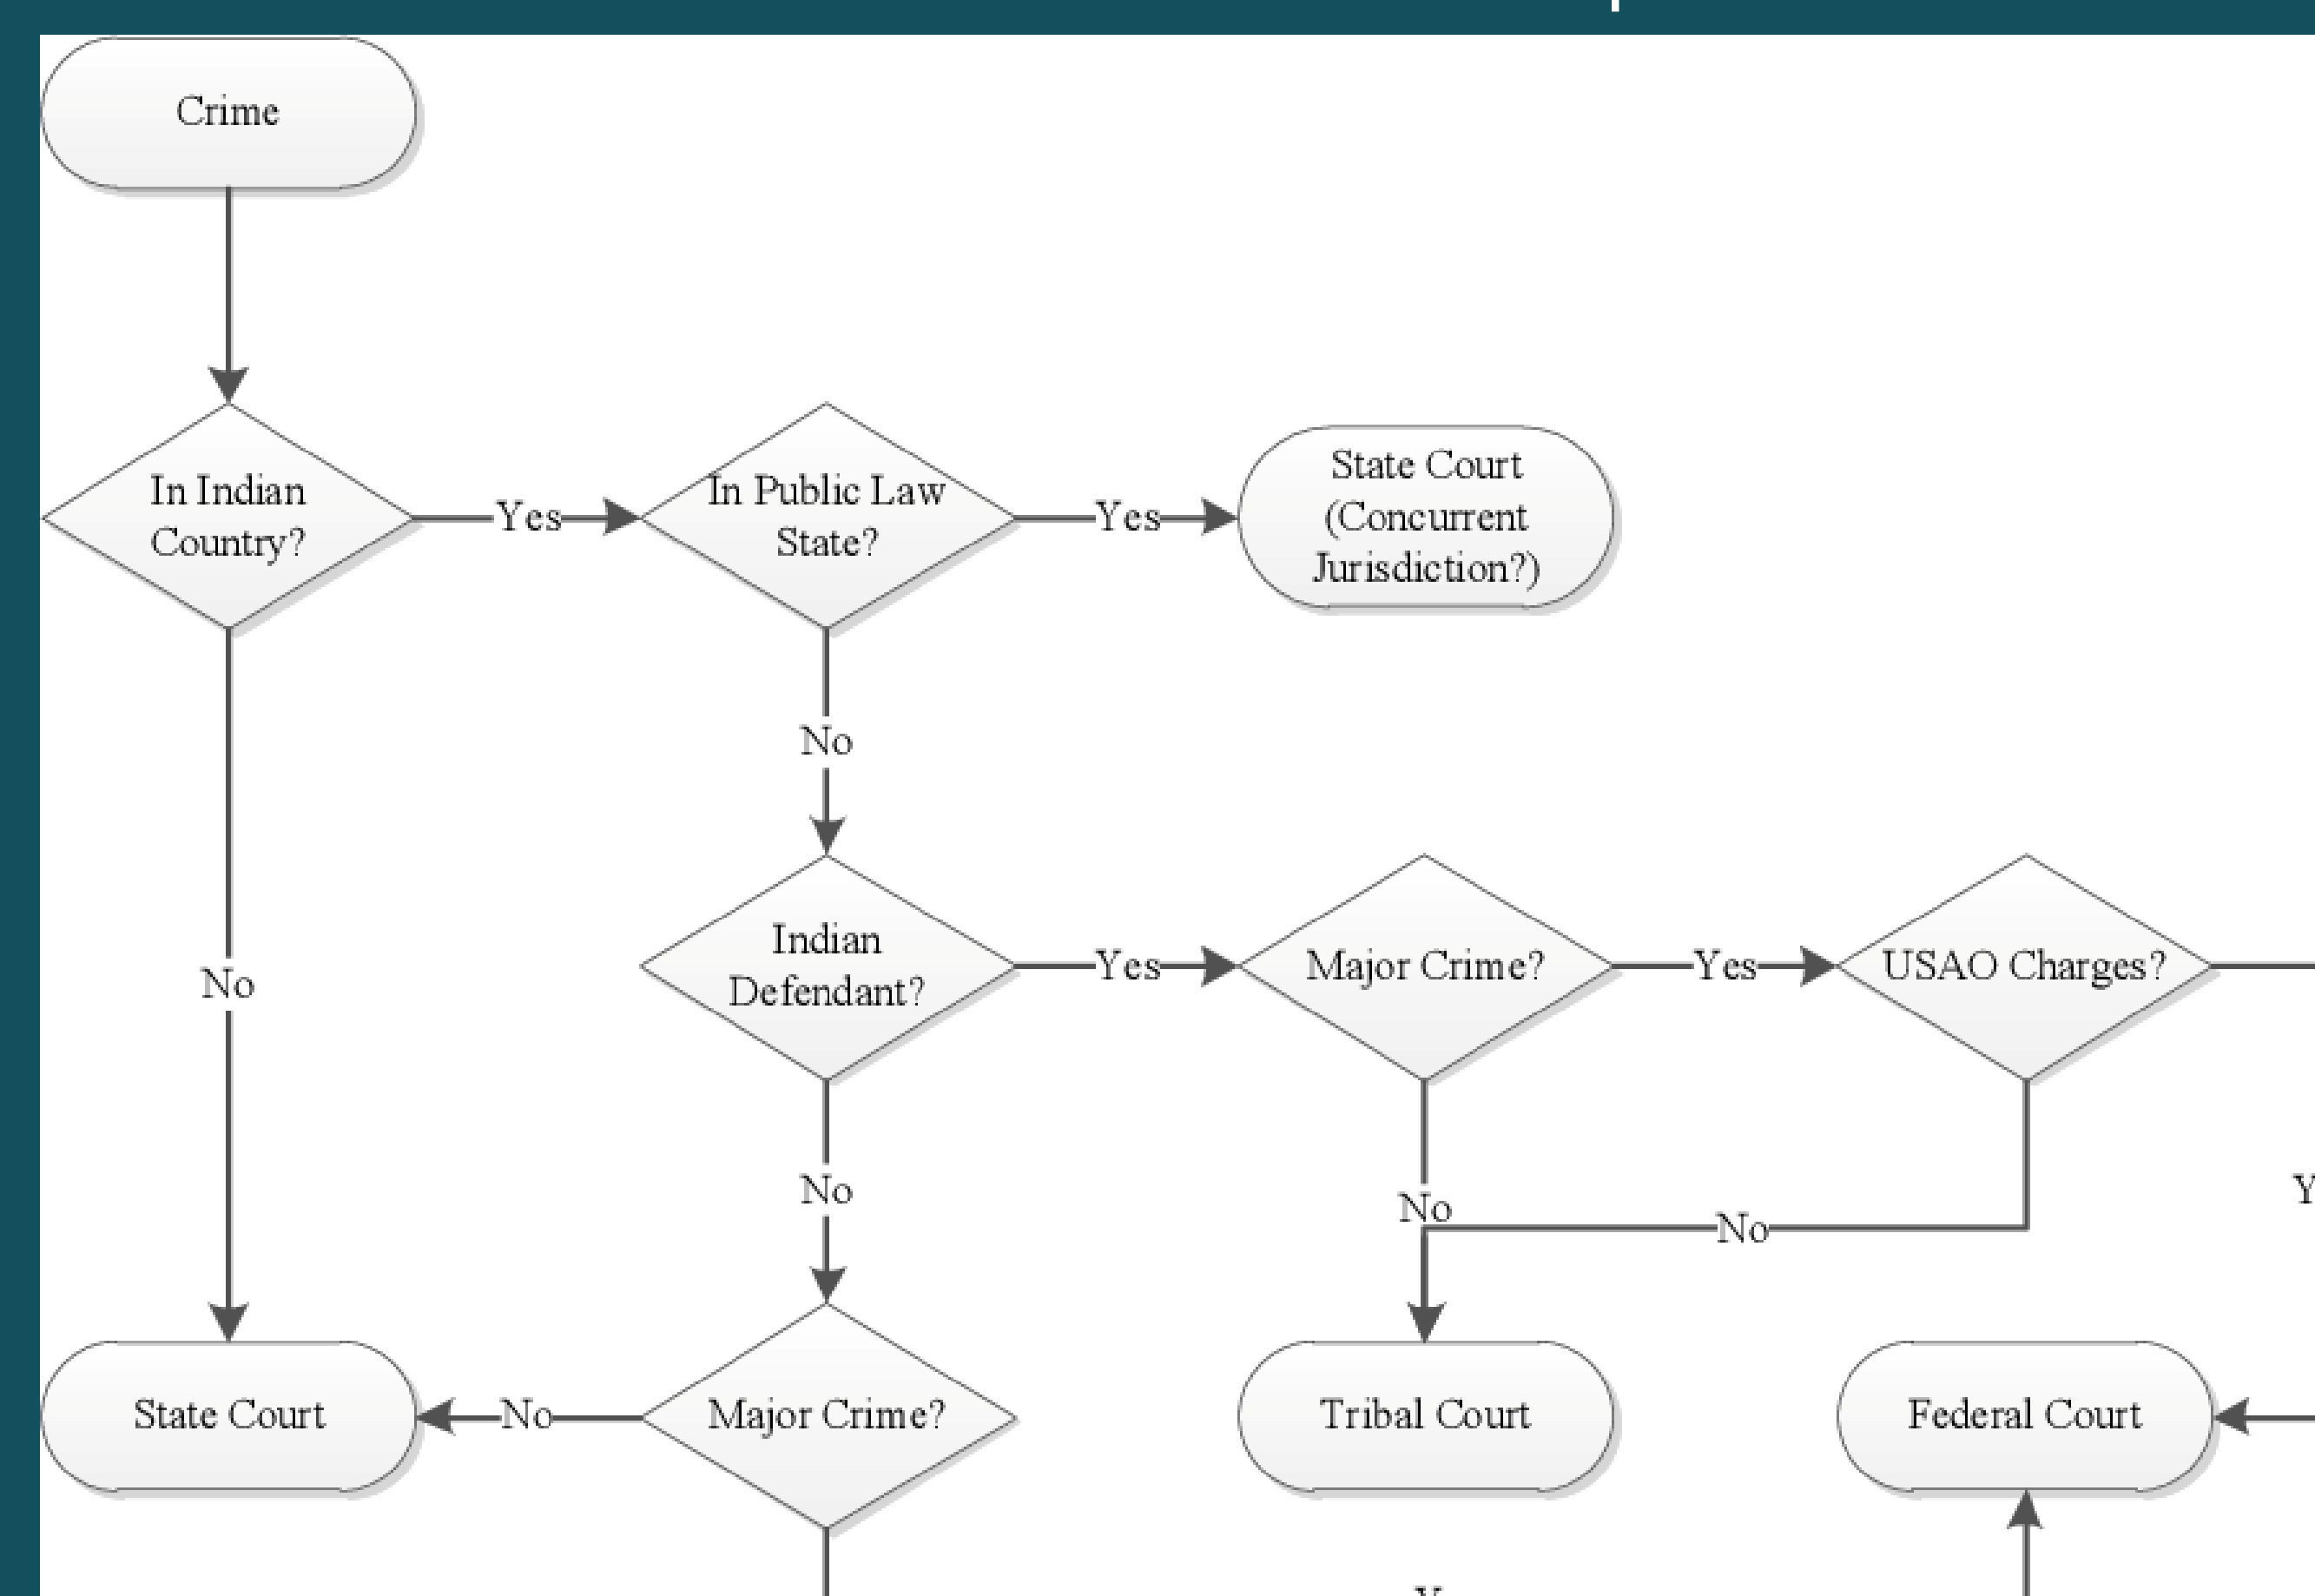 Crime
In Indian
Country?
Yes
In Public Law
State?
Yes
State Court
(Concurrent
Jurisdiction?)
No
No
Indian
Defendant?
Yes
Major Crime?
Yes
USAO Charges?
No
No
No
State Court
No
Major Crime?
Tribal Court
Federal Court